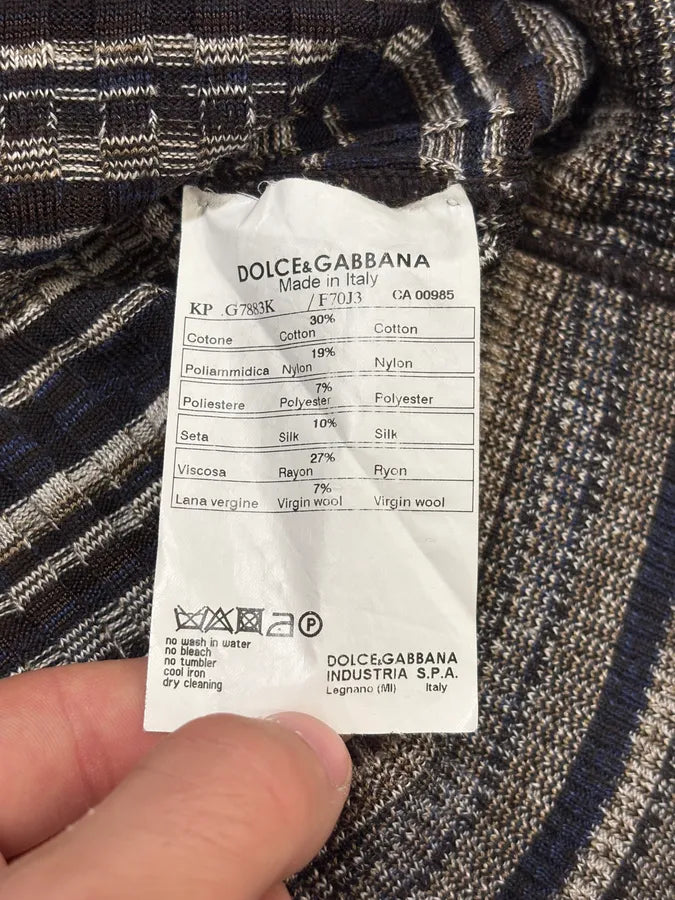 DOLCE&GABBANA
Made in Italy
KP .G7883K /F70J3 CA 00985
30%
Cotone Cotton Cotton
19%
Poliammidica Nylon Nylon
7%
Poliestere Polyester Polyester
10%
Seta Silk Silk
27%
Viscosa Rayon Ryon
7%
Lana vergine Virgin wool Virgin wool
P
no wash in water
no bleach
no tumbler
cool iron
dry cleaning
DOLCE&GABBANA
INDUSTRIA S.P.A.
Legnano (MI) Italy